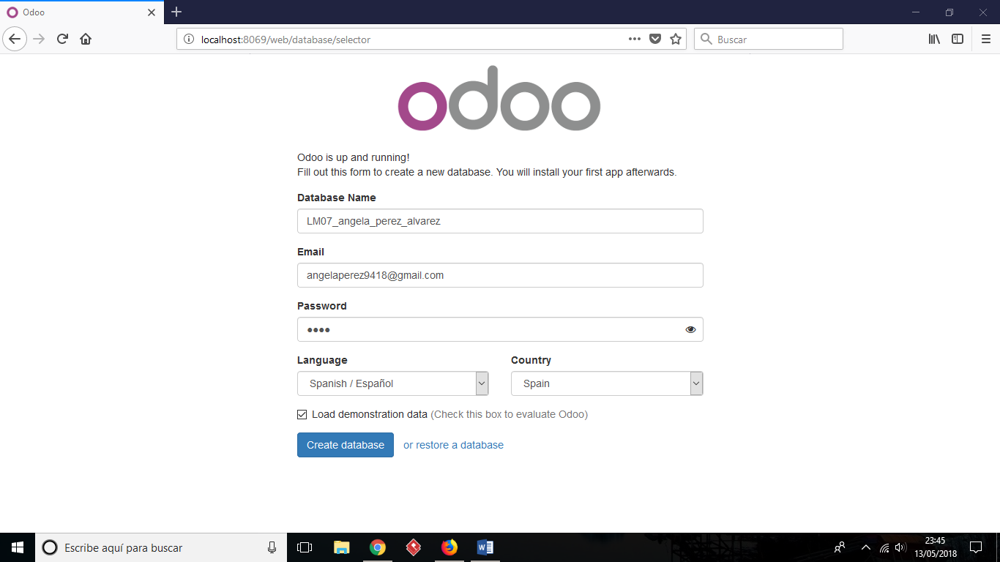 Odoo
localhost:8069/web/database/selector
Buscar
odoo
Odoo is up and running!
Fill out this form to create a new database. You will install your first app afterwards.
Database Name
LM07_angela_perez_alvarez
Email
angelaperez9418@gmail.com
Password
••••
Language
Country
Spanish / Español
Spain
Load demonstration data (Check this box to evaluate Odoo)
Create database
or restore a database
Escribe aquí para buscar
23:45
13/05/2018